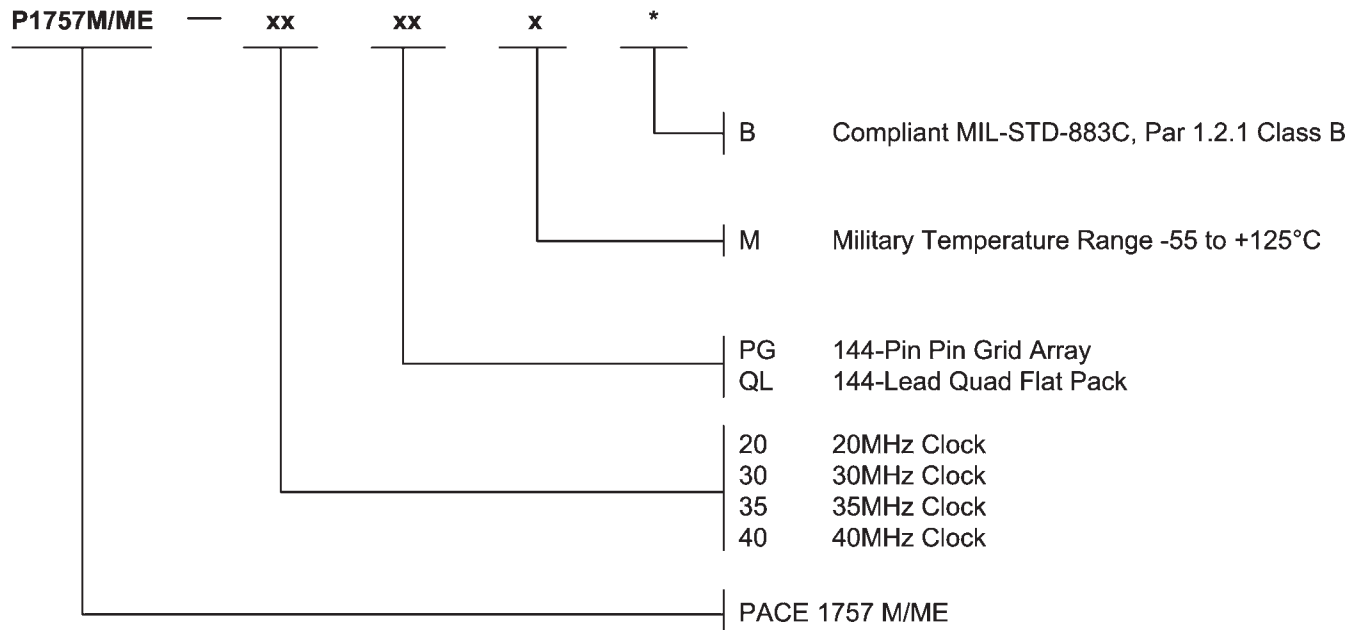 P1757M/ME — xx xx x *
B Compliant MIL-STD-883C, Par 1.2.1 Class B
M Military Temperature Range -55 to +125°C
PG 144-Pin Pin Grid Array
QL 144-Lead Quad Flat Pack
20 20MHz Clock
30 30MHz Clock
35 35MHz Clock
40 40MHz Clock
PACE 1757 M/ME